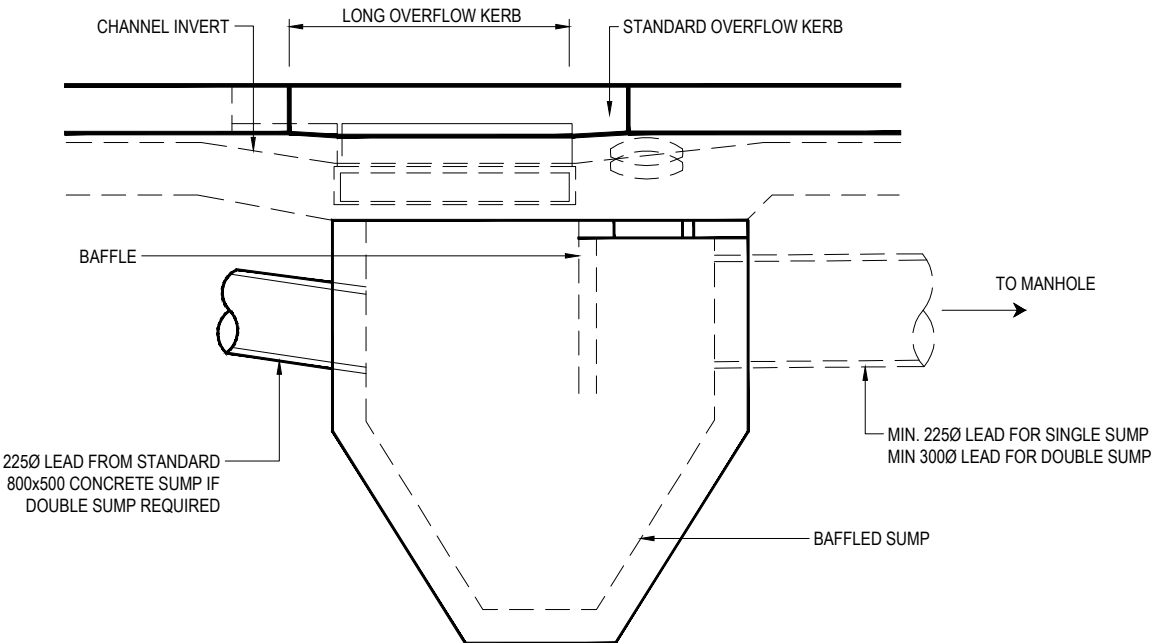 LONG OVERFLOW KERB
CHANNEL INVERT
STANDARD OVERFLOW KERB
BAFFLE
TO MANHOLE
225Ø LEAD FROM STANDARD
800x500 CONCRETE SUMP IF
DOUBLE SUMP REQUIRED
MIN. 225Ø LEAD FOR SINGLE SUMP
MIN 300Ø LEAD FOR DOUBLE SUMP
BAFFLED SUMP